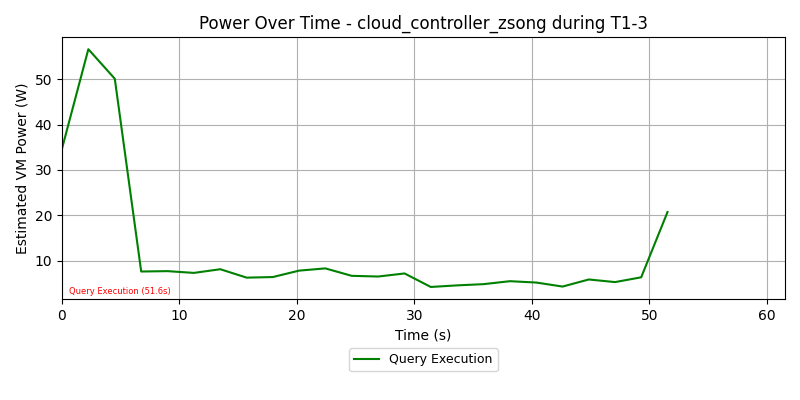 Power Over Time - cloud_controller_zsong during T1-3
Estimated VM Power (W)
50
40
30
20
10
Query Execution (51.6s)
0 10 20 30 40 50 60
Time (s)
Query Execution